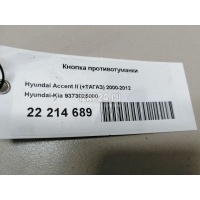 Кнопка противотуманки
Hyundai Accent II (+ТАГАЗ) 2000-2012
Hyundai-Kia 9373025000
22 214 689